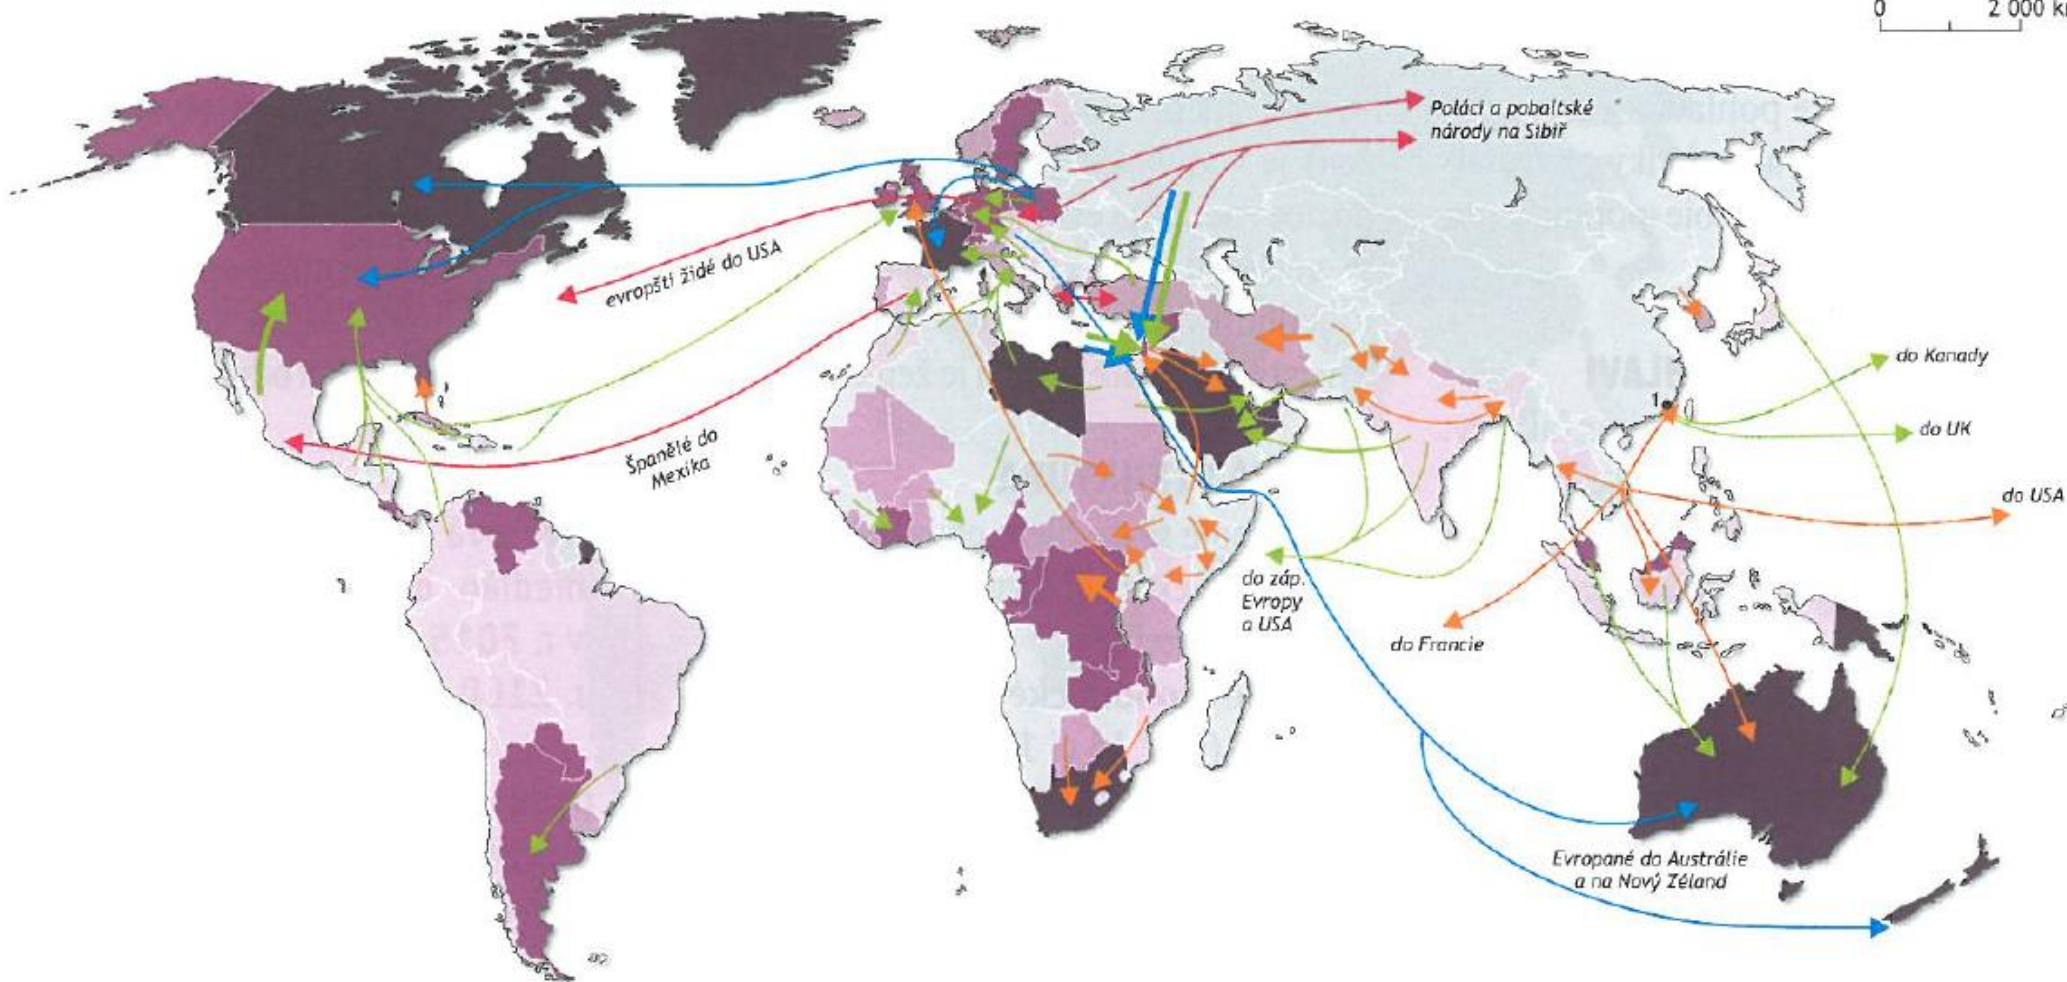 0 2 000 k
Poláci a pobaltské
národy na Sibiř
evropští židé do USA
Španělé do
Mexika
1
do Kanady
do UK
do USA
do záp.
Evropy
a USA
do Francie
Evropané do Austrálie
a na Nový Zéland